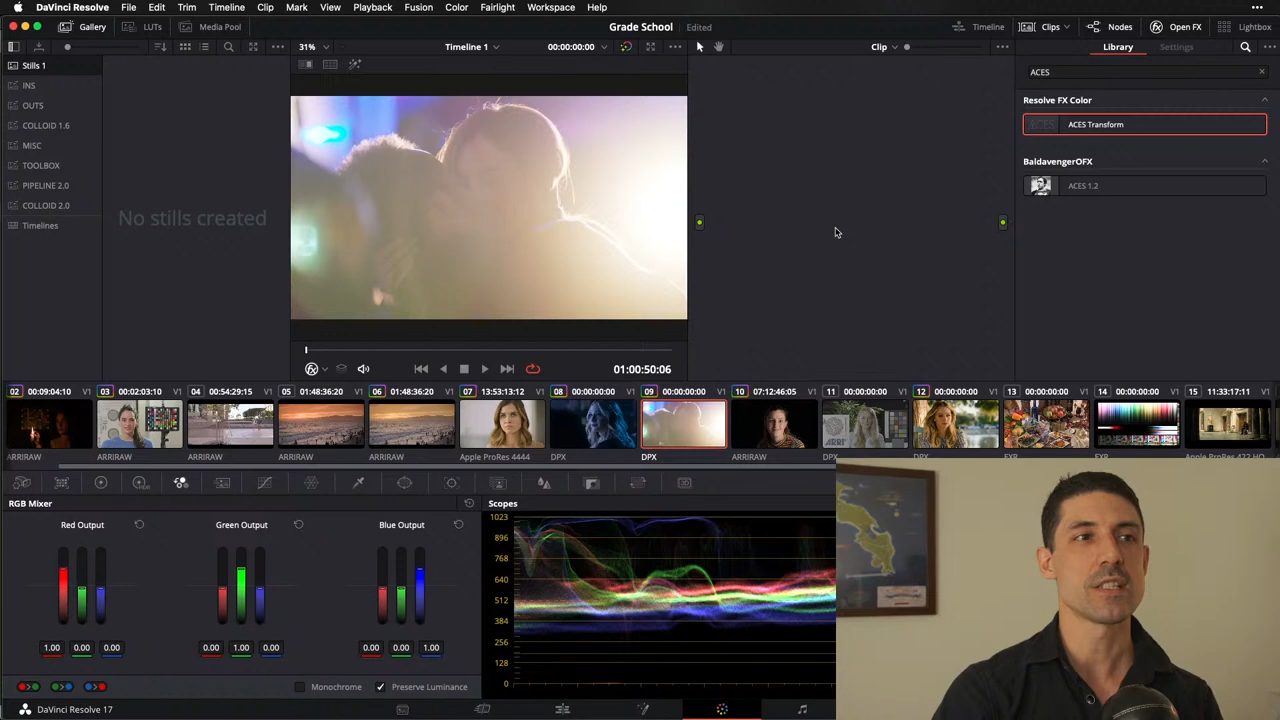 DaVinci Resolve File Edit Trim Timeline Clip Mark View Playback Fusion Color Fairlight Workspace Help
Gallery LUTs Media Pool Grade School Edited Timeline Clips Nodes Open FX Lightbox
31% Timeline 1 00:00:00:00 Clip Library Settings
Stills 1
INS
OUTS
COLLOID 1.6
MISC
TOOLBOX
PIPELINE 2.0
COLLOID 2.0
Timelines
No stills created
ACES
Resolve FX Color
ACES Transform
BaldavengerOFX
ACES 1.2
01:00:50:06
02 00:09:04:10 V1 03 00:02:03:10 V1 04 00:54:29:15 V1 05 01:48:36:20 V1 06 01:48:36:20 V1 07 13:53:13:12 V1 08 00:00:00:00 V1 09 00:00:00:00 V1 10 07:12:46:05 V1 11 00:00:00:00 V1 12 00:00:00:00 V1 13 00:00:00:00 V1 14 00:00:00:00 V1 15 11:33:17:11 V1
ARRIRAW ARRIRAW ARRIRAW ARRIRAW ARRIRAW Apple ProRes 4444 DPX DPX ARRIRAW DPX DPX EXR EXR Apple ProRes 422 HQ
RGB Mixer Scopes
Red Output Green Output Blue Output
1.00 0.00 0.00 0.00 1.00 0.00 0.00 0.00 1.00
1023
896
768
640
512
384
256
128
0
Monochrome Preserve Luminance
DaVinci Resolve 17